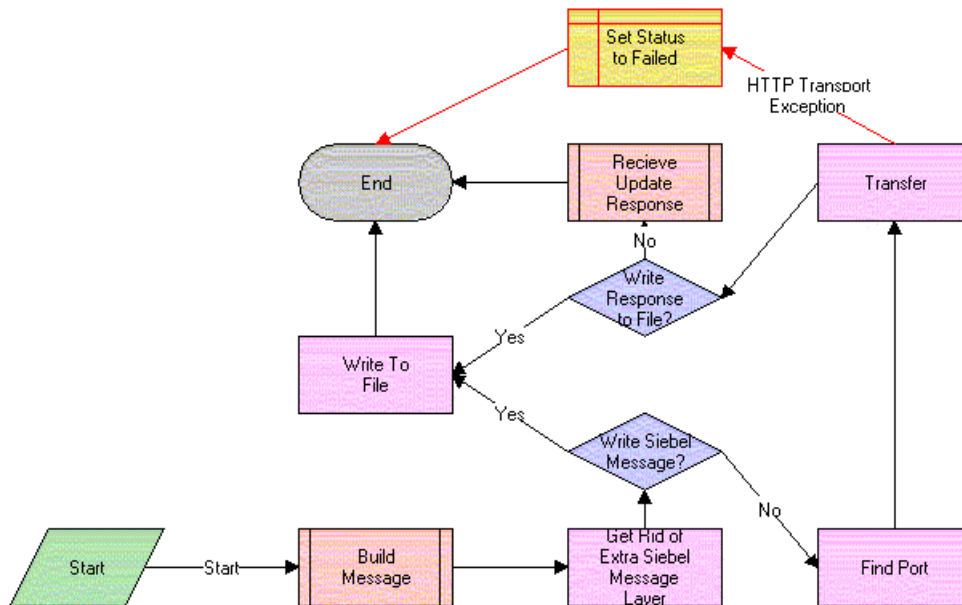 Set Status
to Failed
HTTP Transport
Exception
End
Recieve
Update
Response
Transfer
No
Write
Response
to File?
Yes
Write To
File
Yes
Write Siebel
Message?
No
Start
Start
Build
Message
Get Rid of
Extra Siebel
Message
Layer
Find Port